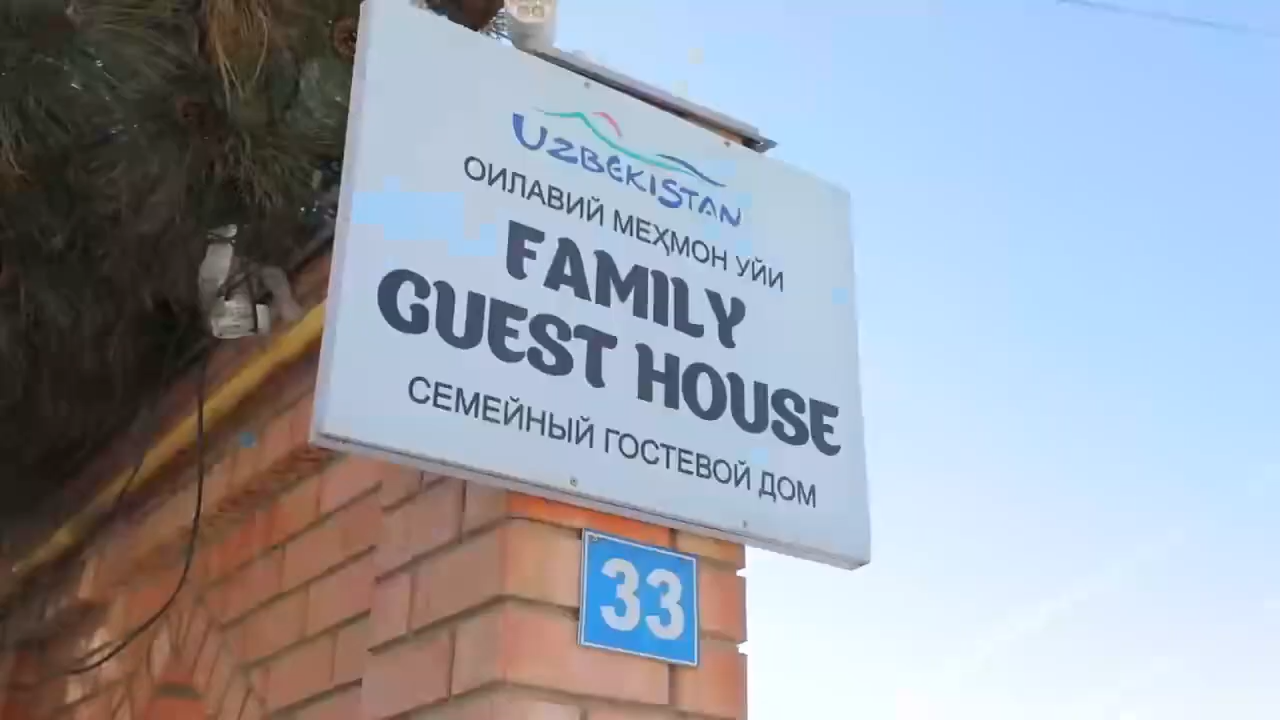 UZBEKISTAN
ОИЛАВИЙ МЕҲМОН УЙИ
FAMILY
GUEST HOUSE
СЕМЕЙНЫЙ ГОСТЕВОЙ ДОМ
33